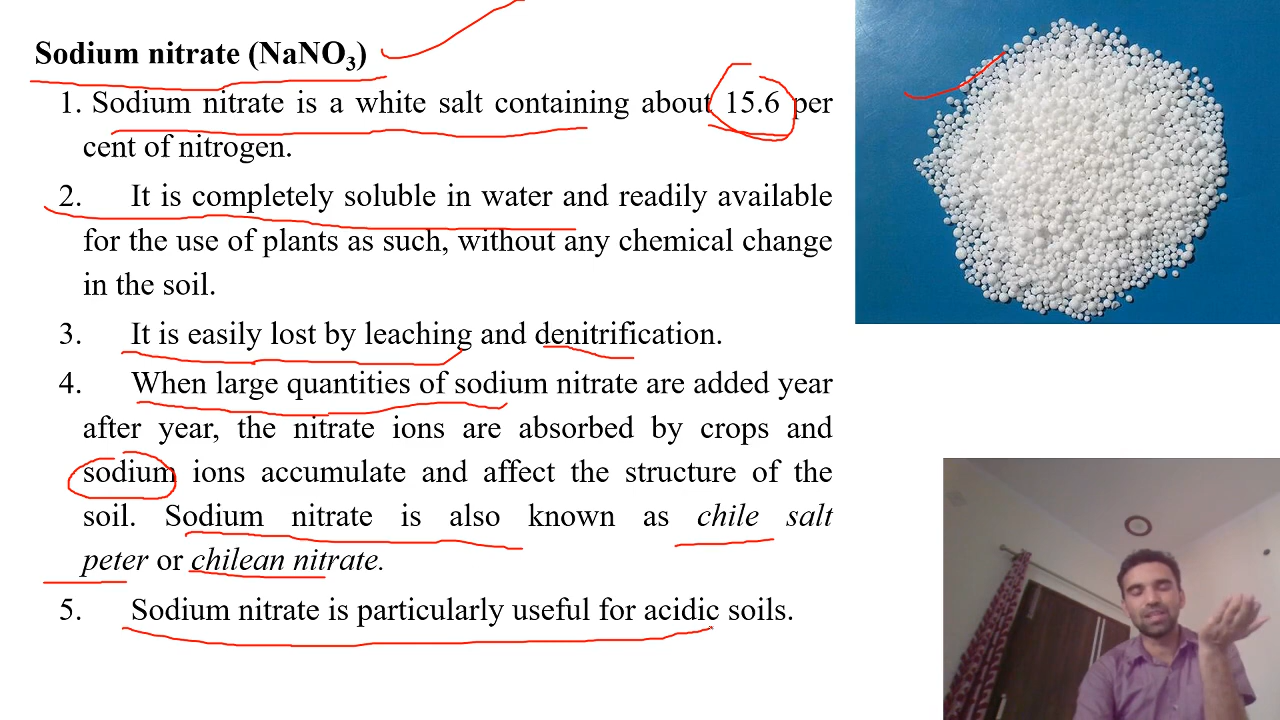 Sodium nitrate (NaNO₃)
1. Sodium nitrate is a white salt containing about 15.6 per
cent of nitrogen.
2. It is completely soluble in water and readily available
for the use of plants as such, without any chemical change
in the soil.
3. It is easily lost by leaching and denitrification.
4. When large quantities of sodium nitrate are added year
after year, the nitrate ions are absorbed by crops and
sodium ions accumulate and affect the structure of the
soil. Sodium nitrate is also known as chile salt
peter or chilean nitrate.
5. Sodium nitrate is particularly useful for acidic soils.